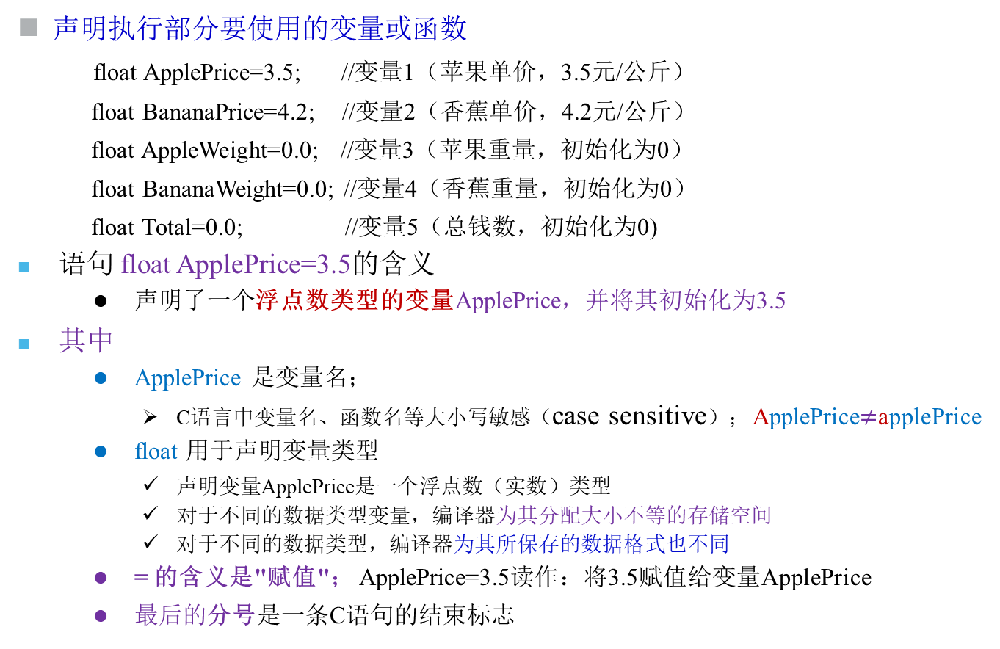 声明执行部分要使用的变量或函数
float ApplePrice=3.5; //变量1（苹果单价，3.5元/公斤）
float BananaPrice=4.2; //变量2（香蕉单价，4.2元/公斤）
float AppleWeight=0.0; //变量3（苹果重量，初始化为0）
float BananaWeight=0.0; //变量4（香蕉重量，初始化为0）
float Total=0.0; //变量5（总钱数，初始化为0)
语句 float ApplePrice=3.5的含义
声明了一个浮点数类型的变量ApplePrice，并将其初始化为3.5
其中
ApplePrice 是变量名；
C语言中变量名、函数名等大小写敏感（case sensitive）；ApplePrice≠applePrice
float 用于声明变量类型
声明变量ApplePrice是一个浮点数（实数）类型
对于不同的数据类型变量，编译器为其分配大小不等的存储空间
对于不同的数据类型，编译器为其所保存的数据格式也不同
= 的含义是"赋值"； ApplePrice=3.5读作：将3.5赋值给变量ApplePrice
最后的分号是一条C语句的结束标志